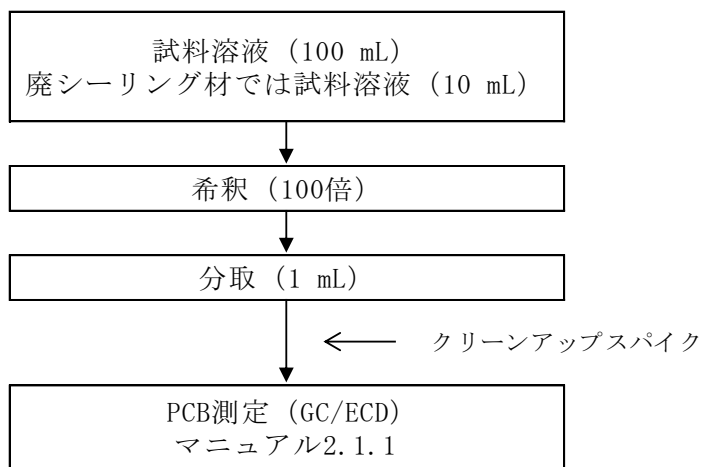 試料溶液（100 mL）
廃シーリング材では試料溶液（10 mL）
希釈（100倍）
分取（1 mL）
クリーンアップスパイク
PCB測定（GC/ECD）
マニュアル2.1.1